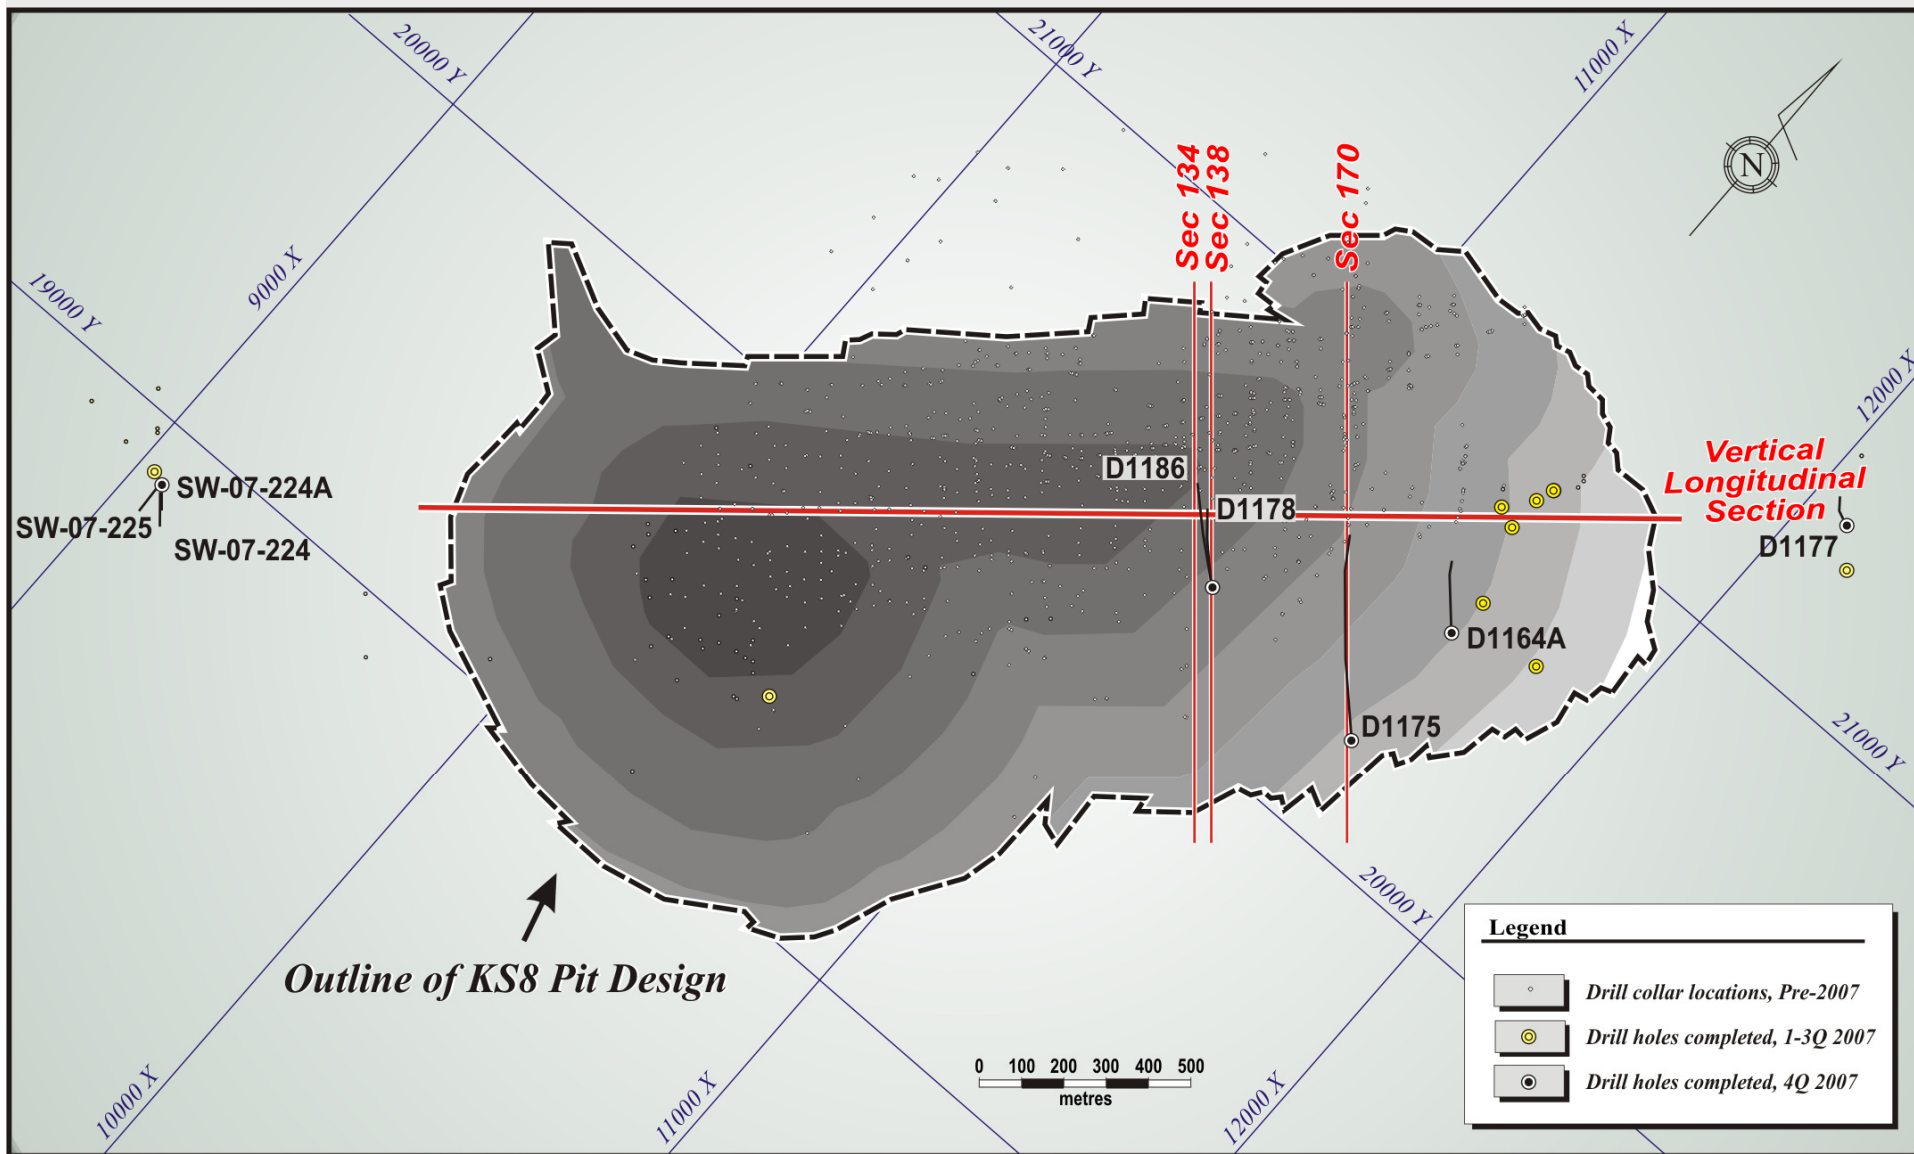 20000 Y
21000 Y
11000 X
19000 Y
9000 X
Sec 134
Sec 138
Sec 170
12000 X
Vertical
Longitudinal
Section
N
D1186
D1178
SW-07-224A
SW-07-225
SW-07-224
D1177
D1164A
D1175
21000 Y
20000 Y
Outline of KS8 Pit Design
10000 X
11000 X
12000 X
0 100 200 300 400 500
metres
Legend
Drill collar locations, Pre-2007
Drill holes completed, 1-3Q 2007
Drill holes completed, 4Q 2007